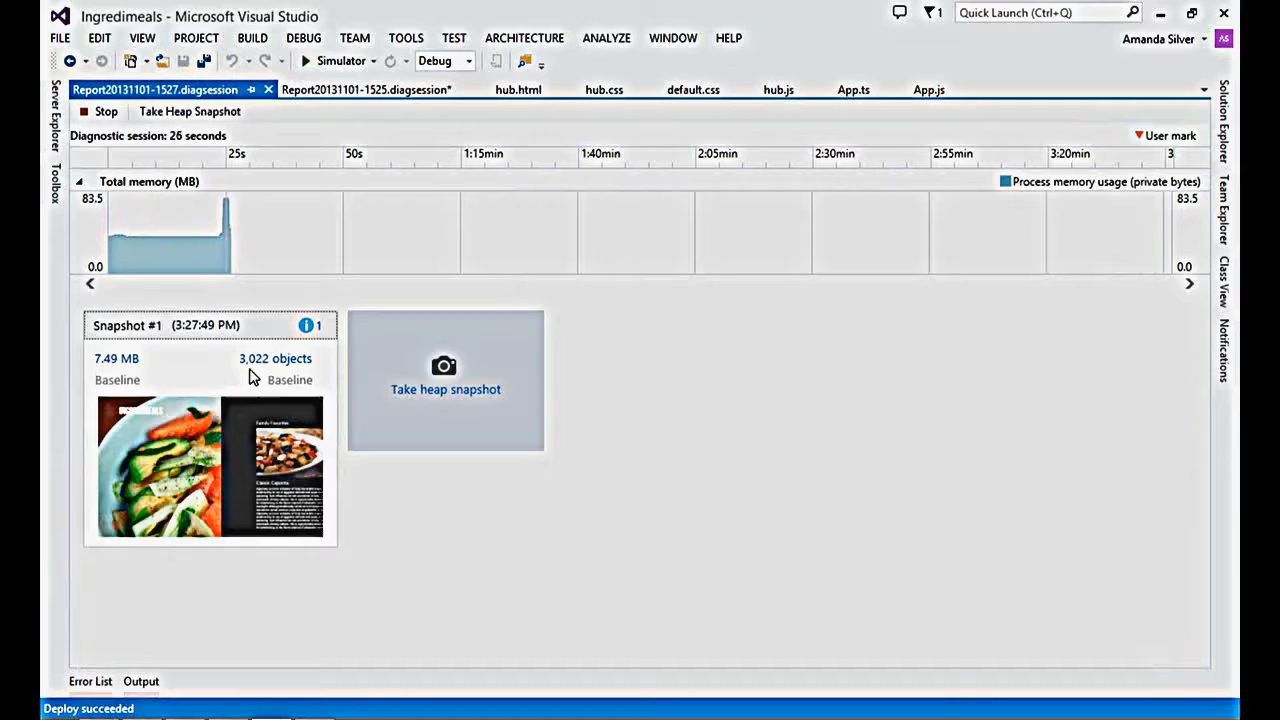 Ingredimeals - Microsoft Visual Studio
1
Quick Launch (Ctrl+Q)
FILE EDIT VIEW PROJECT BUILD DEBUG TEAM TOOLS TEST ARCHITECTURE ANALYZE WINDOW HELP
Amanda Silver AS
Simulator Debug
Report20131101-1527.diagsession Report20131101-1525.diagsession* hub.html hub.css default.css hub.js App.ts App.js
Server Explorer
Toolbox
Stop Take Heap Snapshot
Diagnostic session: 26 seconds
User mark
25s 50s 1:15min 1:40min 2:05min 2:30min 2:55min 3:20min 3
Total memory (MB)
Process memory usage (private bytes)
83.5 83.5
0.0 0.0
Snapshot #1 (3:27:49 PM) 1
7.49 MB 3,022 objects
Baseline Baseline
Take heap snapshot
INGREDIMEALS
Family Favorites
Solution Explorer
Team Explorer
Class View
Notifications
Error List Output
Deploy succeeded